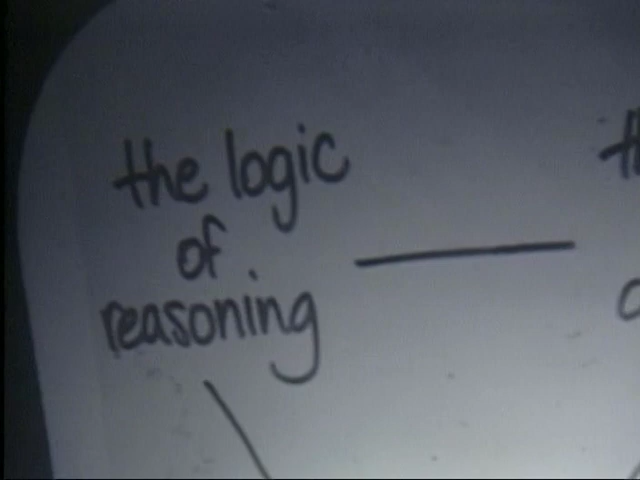 the logic
of
reasoning